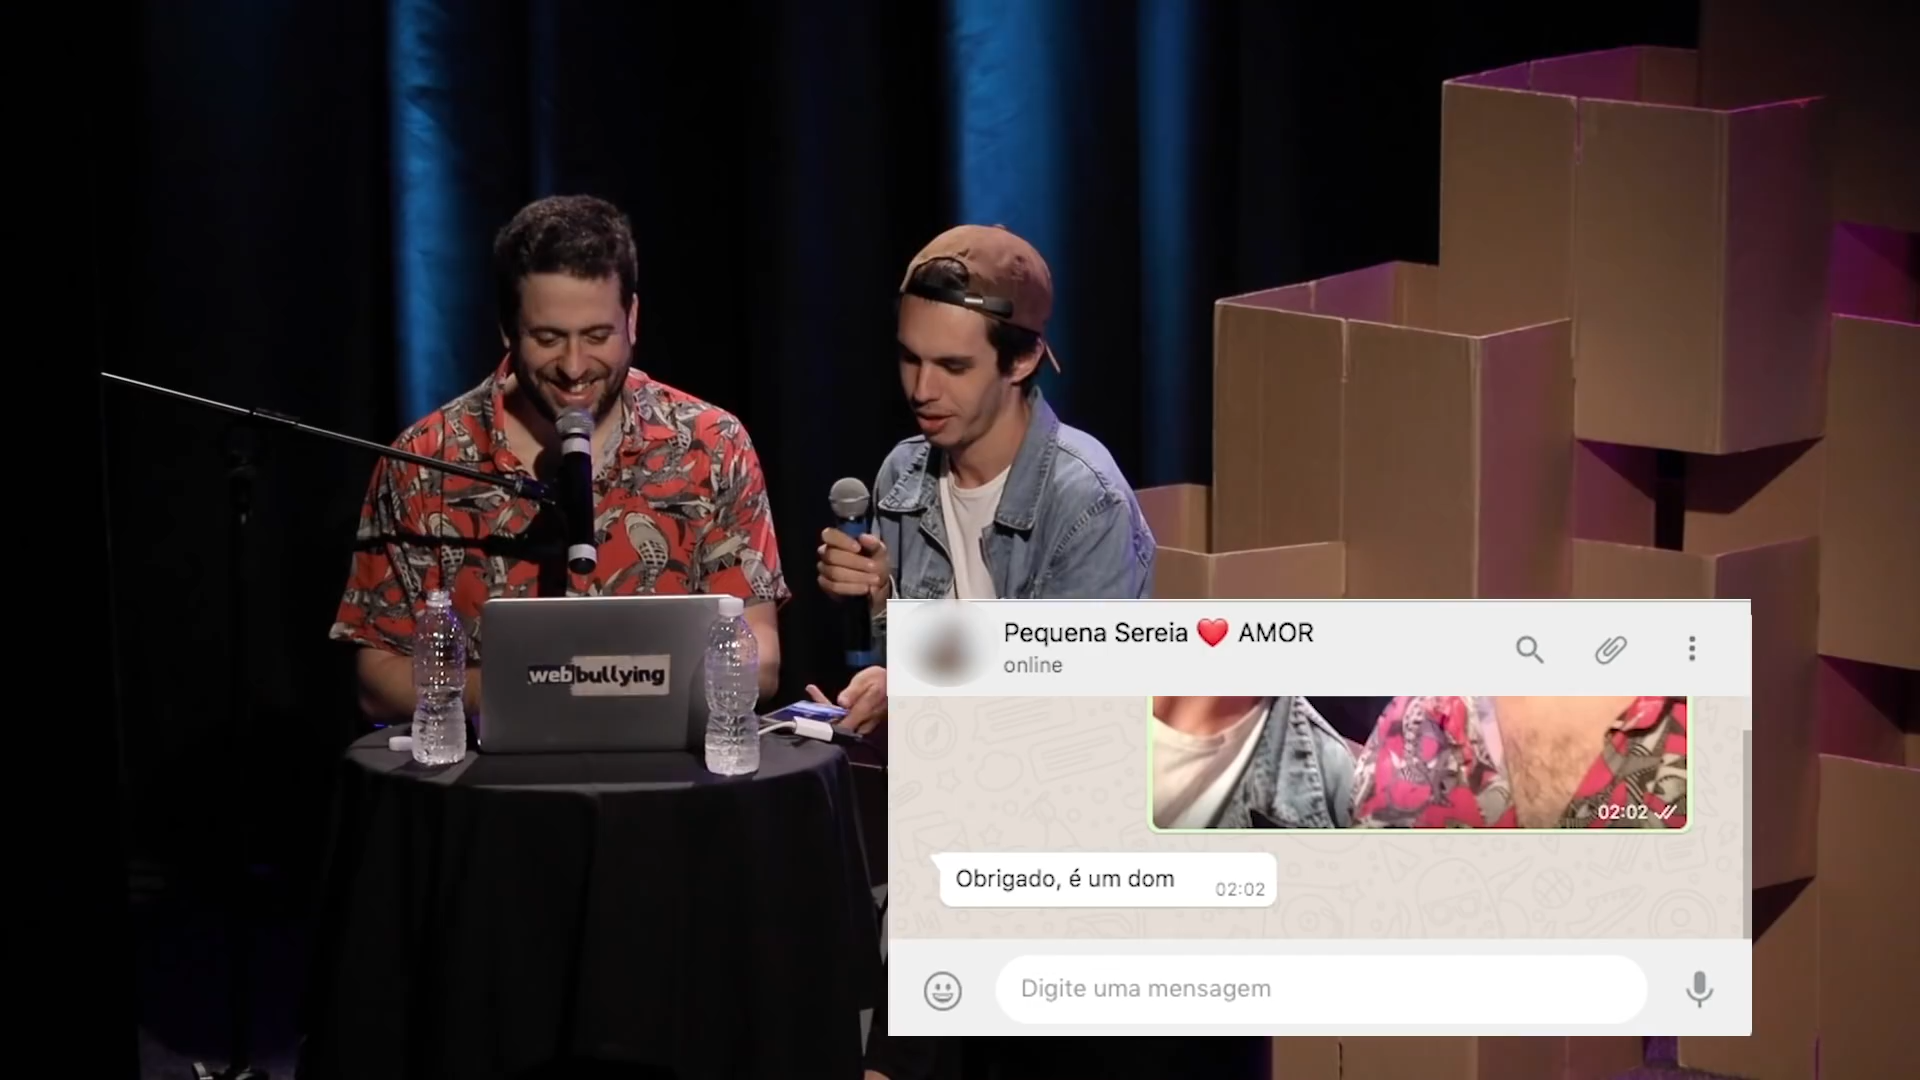 webbullying
Pequena Sereia ❤️ AMOR
online
02:02
Obrigado, é um dom 02:02
Digite uma mensagem